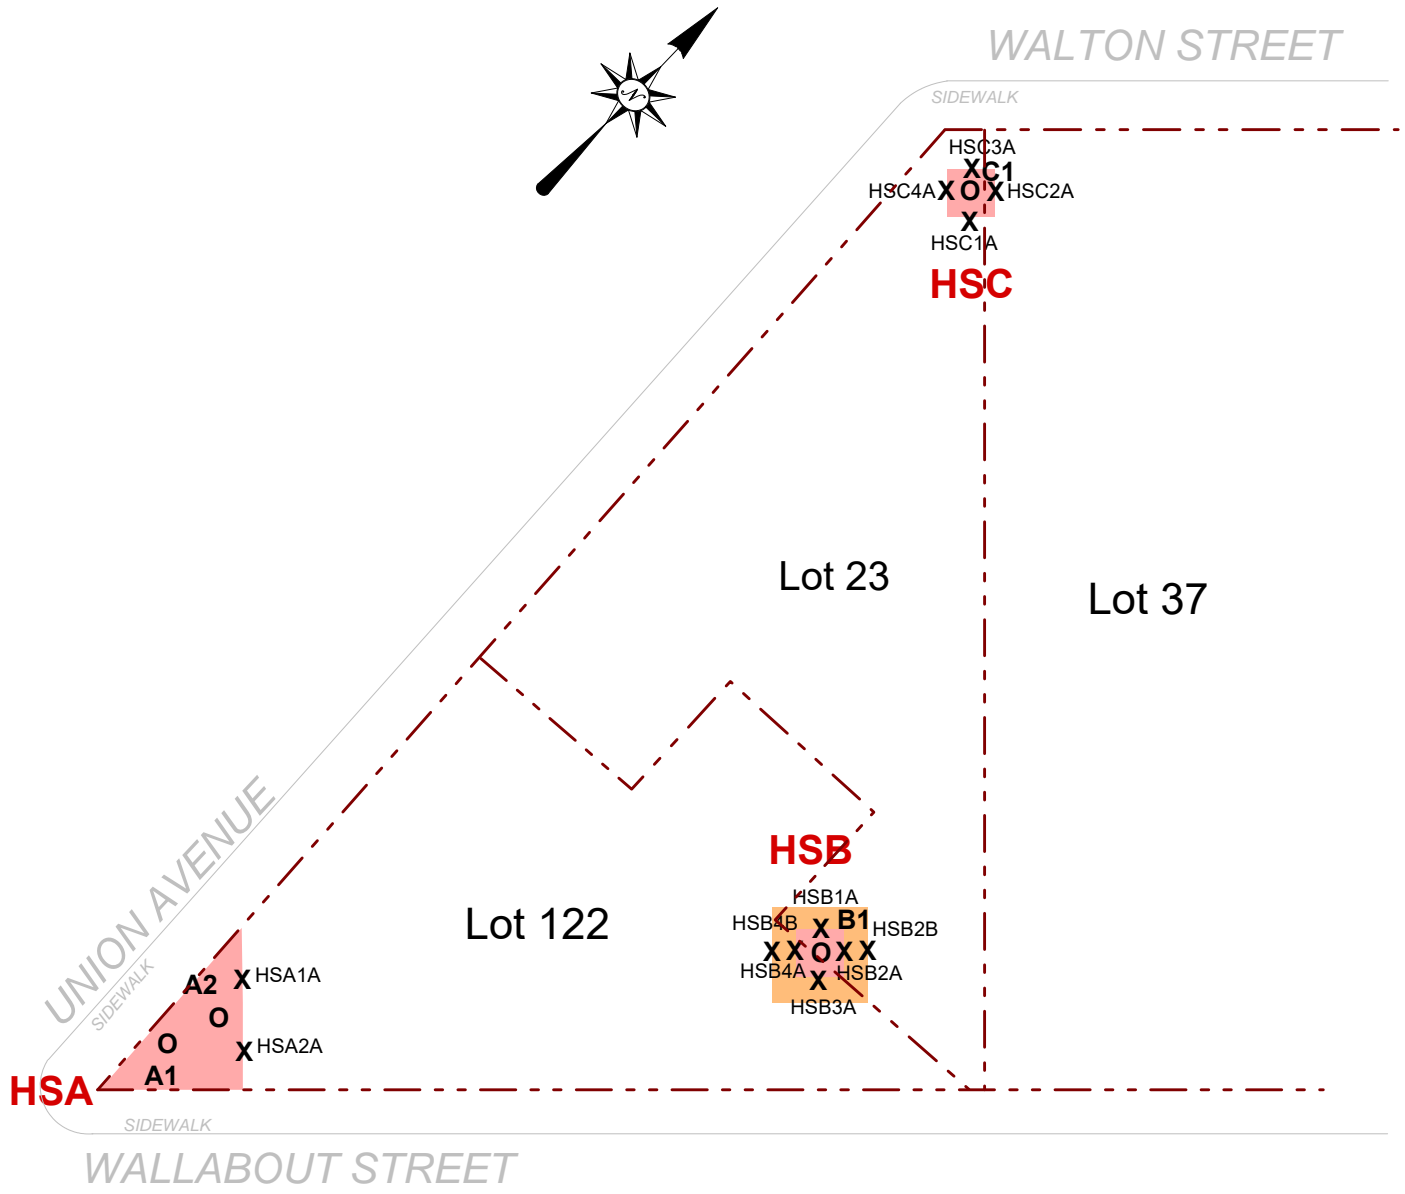 WALTON STREET
SIDEWALK
N
HSC3A
X
C1
HSC4A
X
O
X
HSC2A
X
HSC1A
HSC
Lot 23
Lot 37
UNION AVENUE
SIDEWALK
HSB
HSB1A
HSB4B
X
B1
HSB2B
X
X
O
X
X
HSB4A
HSB2A
X
HSB3A
Lot 122
A2
X
HSA1A
O
O
X
HSA2A
A1
HSA
SIDEWALK
WALLABOUT STREET